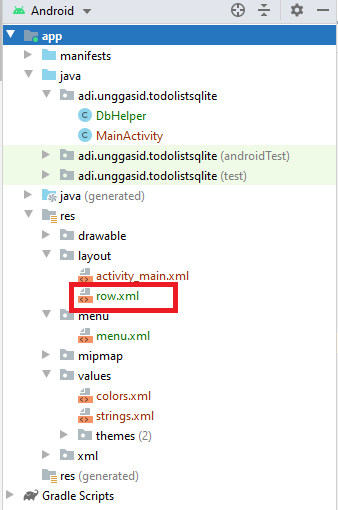 Android
app
manifests
java
adi.unggasid.todolistsqlite
DbHelper
MainActivity
adi.unggasid.todolistsqlite (androidTest)
adi.unggasid.todolistsqlite (test)
java (generated)
res
drawable
layout
activity_main.xml
row.xml
menu
menu.xml
mipmap
values
colors.xml
strings.xml
themes (2)
xml
res (generated)
Gradle Scripts